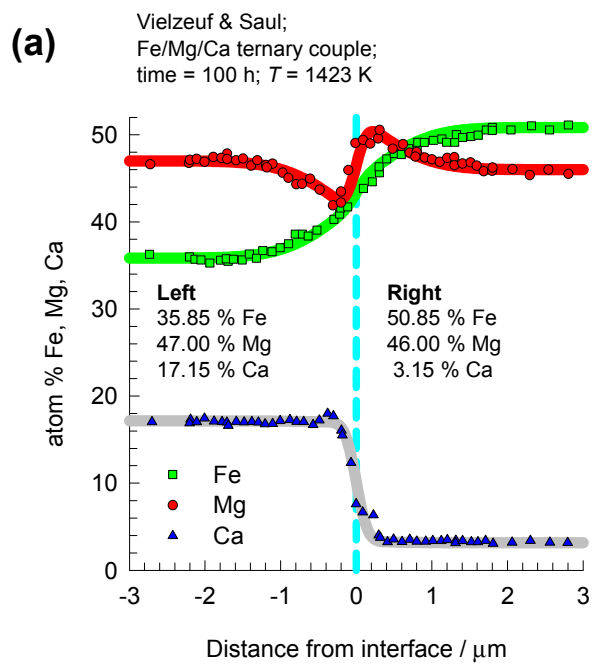 (a)
Vielzeuf & Saul;
Fe/Mg/Ca ternary couple;
time = 100 h; T = 1423 K
atom % Fe, Mg, Ca
50
40
30
20
10
0
Left
35.85 % Fe
47.00 % Mg
17.15 % Ca
Right
50.85 % Fe
46.00 % Mg
3.15 % Ca
Fe
Mg
Ca
-3 -2 -1 0 1 2 3
Distance from interface / μm